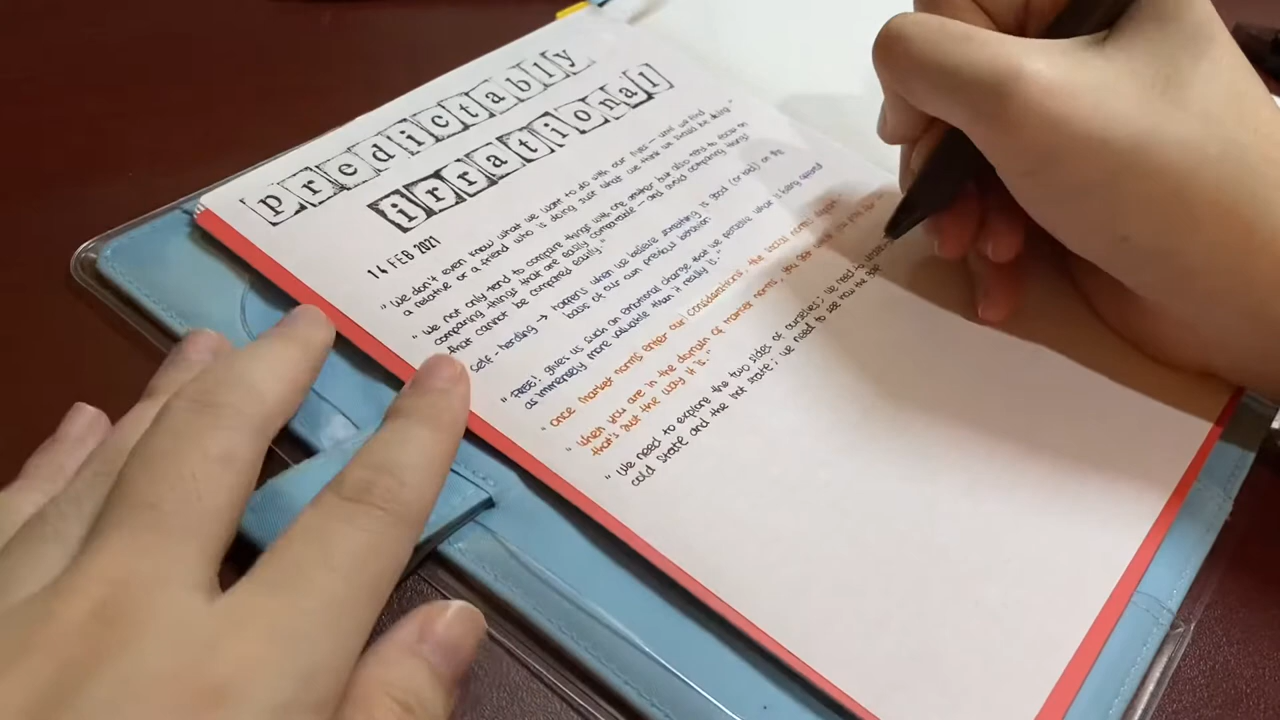 predictably
irrational
14 FEB 2021
" We don't even know what we want to do with our lives — until we find
a relative or a friend who is doing just what we think we should be doing."
" We not only tend to compare things with one another but also tend to focus on
comparing things that are easily comparable — and avoid comparing things
that cannot be compared easily."
self-herding → happens when we believe something is good (or bad) on the
basis of our own previous behavior
" FREE! gives us such an emotional charge that we perceive what is being offered
as immensely more valuable than it really is."
" Once market norms enter our considerations, the social norms depart."
" When you are in the domain of market norms, you get what you pay
that's just the way it is."
" We need to explore the two sides of ourselves; we need to
cold state and the hot state; we need to see how the gap